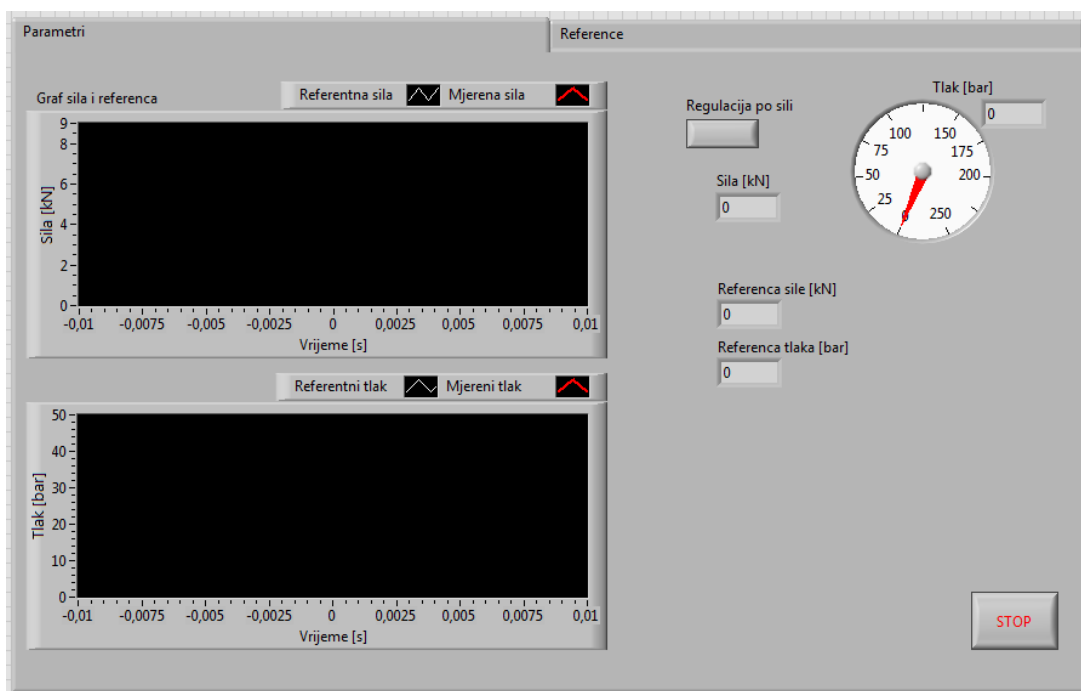 Parametri
Reference
Graf sila i referenca
Referentna sila
Mjerena sila
9
8
6
4
2
0
Sila [kN]
-0,01 -0,0075 -0,005 -0,0025 0 0,0025 0,005 0,0075 0,01
Vrijeme [s]
Referentni tlak
Mjereni tlak
50
40
30
20
10
0
Tlak [bar]
-0,01 -0,0075 -0,005 -0,0025 0 0,0025 0,005 0,0075 0,01
Vrijeme [s]
Regulacija po sili
Sila [kN]
0
Tlak [bar]
0
0
25
50
75
100
150
175
200
250
Referenca sile [kN]
0
Referenca tlaka [bar]
0
STOP